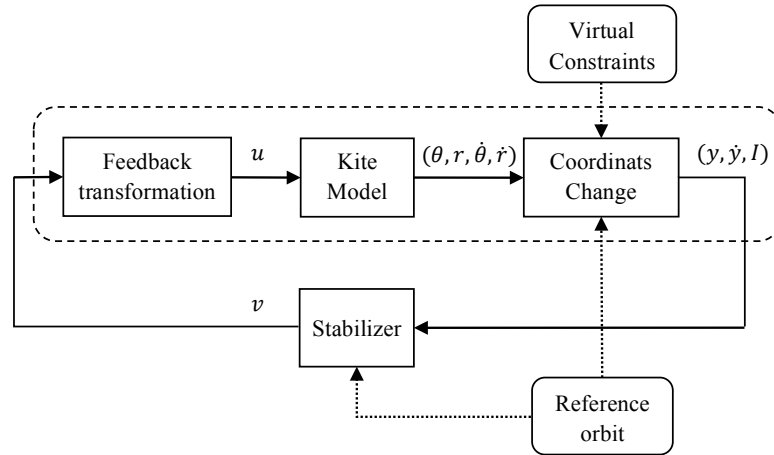 Virtual
Constraints
Feedback
transformation
u
Kite
Model
(θ, r, θ̇, ṙ)
Coordinats
Change
(y, ẏ, I)
v
Stabilizer
Reference
orbit